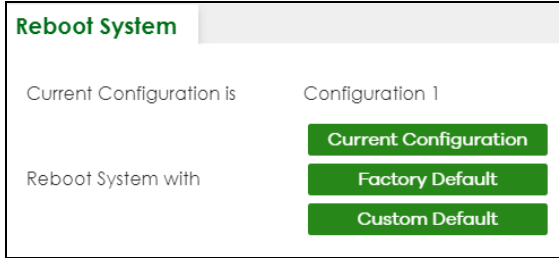 Reboot System
Current Configuration is Configuration 1
Current Configuration
Reboot System with Factory Default
Custom Default